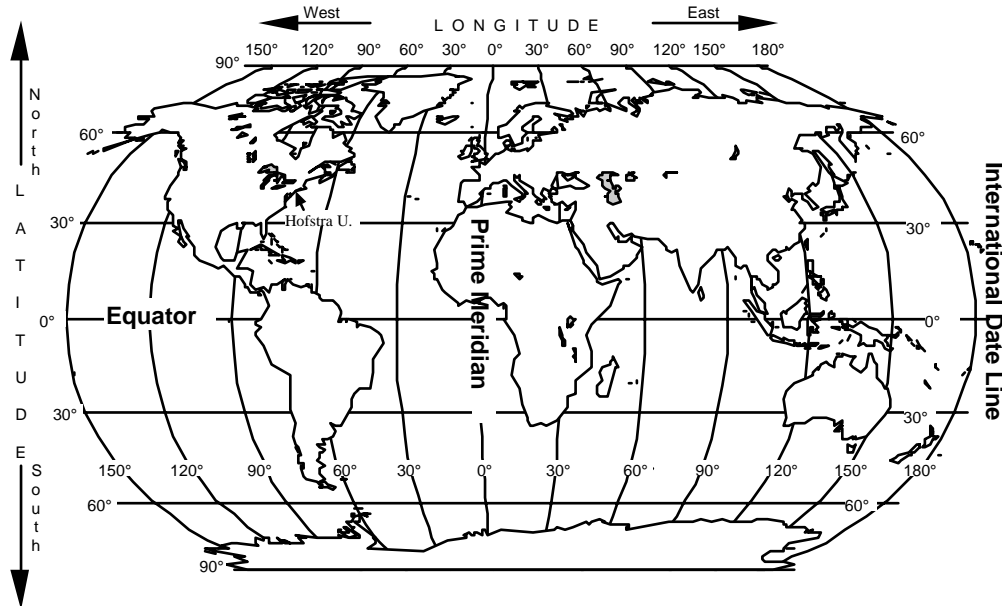 West East
L O N G I T U D E
150° 120° 90° 60° 30° 0° 30° 60° 90° 120° 150° 180°
90°
North
60° 60°
Hofstra U.
30° 30°
LATITUDE
Prime Meridian
International Date Line
Equator
0° 0°
30° 30°
150° 120° 90° 60° 30° 0° 30° 60° 90° 120° 150° 180°
South
60° 60°
90°